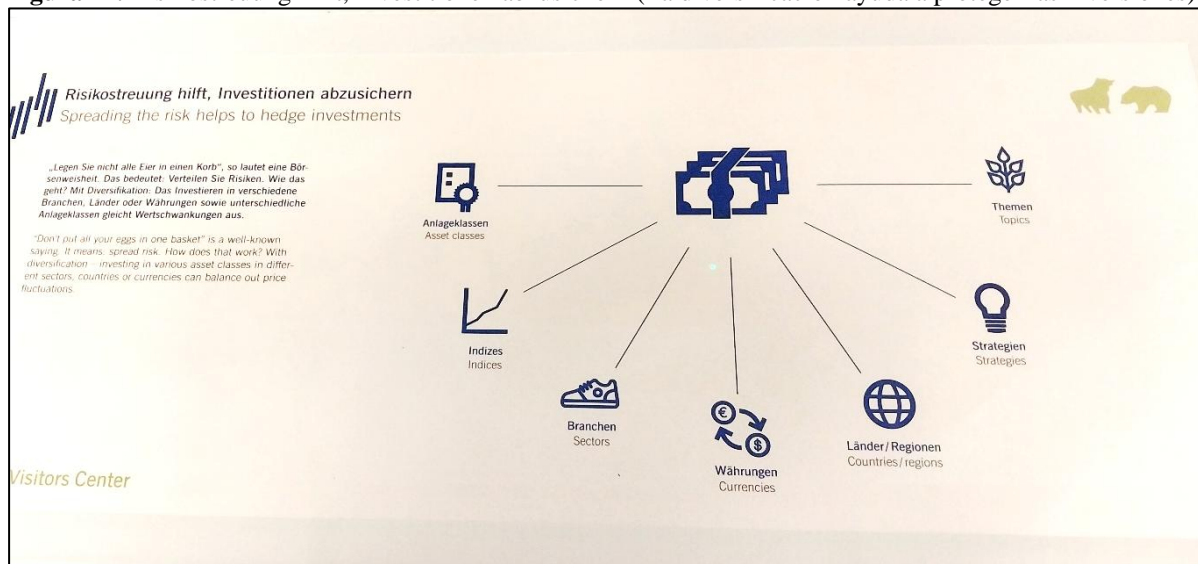 Risikostreuung hilft, Investitionen abzusichern
Spreading the risk helps to hedge investments
„Legen Sie nicht alle Eier in einen Korb“, so lautet eine Bör-
senweisheit. Das bedeutet: Verteilen Sie Risiken. Wie das
geht? Mit Diversifikation: Das Investieren in verschiedene
Branchen, Länder oder Währungen sowie unterschiedliche
Anlageklassen gleicht Wertschwankungen aus.
"Don't put all your eggs in one basket" is a well-known
saying. It means: spread risk. How does that work? With
diversification – investing in various asset classes in differ-
ent sectors, countries or currencies can balance out price
fluctuations.
Anlageklassen
Asset classes
Themen
Topics
Indizes
Indices
Strategien
Strategies
Branchen
Sectors
€
$
Währungen
Currencies
Länder/Regionen
Countries/regions
Visitors Center